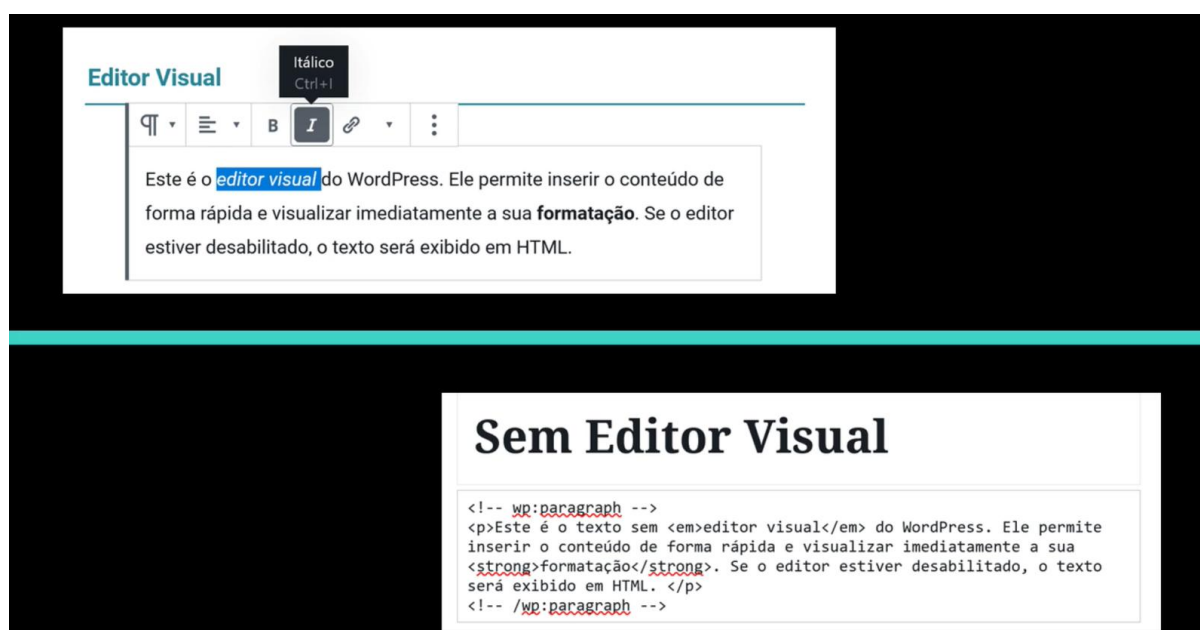 Itálico
Ctrl+I
Editor Visual
B I
Este é o editor visual do WordPress. Ele permite inserir o conteúdo de
forma rápida e visualizar imediatamente a sua formatação. Se o editor
estiver desabilitado, o texto será exibido em HTML.
Sem Editor Visual
<!-- wp:paragraph -->
<p>Este é o texto sem <em>editor visual</em> do WordPress. Ele permite
inserir o conteúdo de forma rápida e visualizar imediatamente a sua
<strong>formatação</strong>. Se o editor estiver desabilitado, o texto
será exibido em HTML. </p>
<!-- /wp:paragraph -->